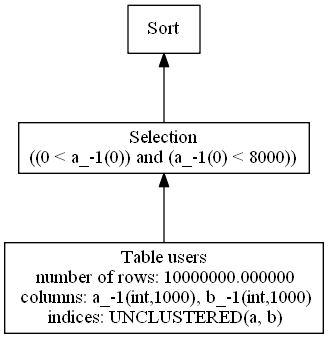 Sort
Selection
((0 < a_-1(0)) and (a_-1(0) < 8000))
Table users
number of rows: 10000000.000000
columns: a_-1(int,1000), b_-1(int,1000)
indices: UNCLUSTERED(a, b)